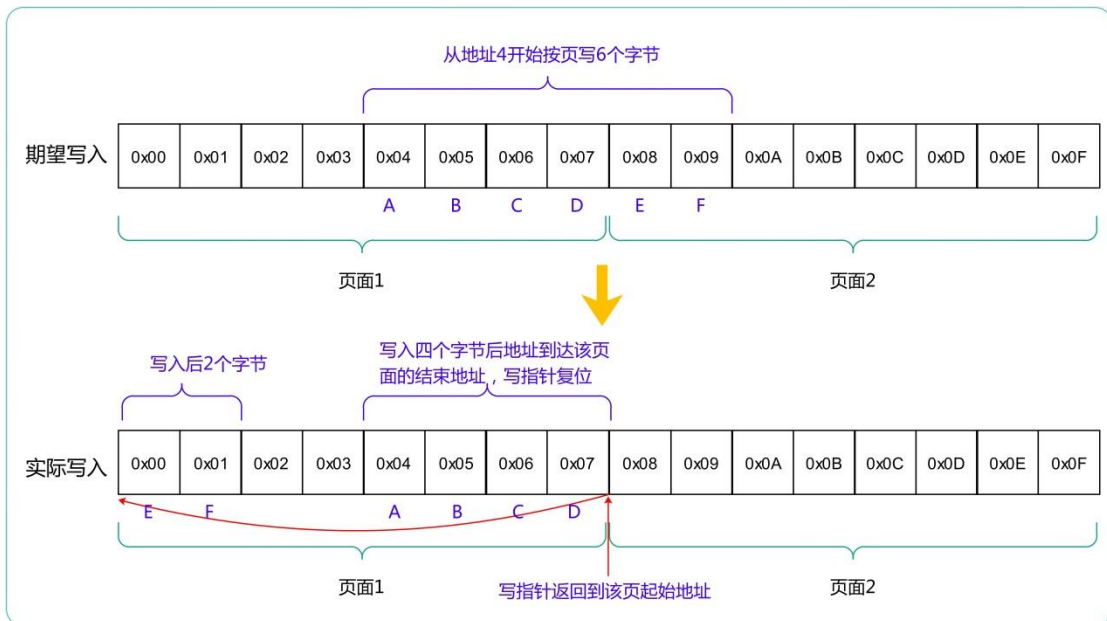 从地址4开始按页写6个字节
期望写入 0x00 0x01 0x02 0x03 0x04 0x05 0x06 0x07 0x08 0x09 0x0A 0x0B 0x0C 0x0D 0x0E 0x0F
A B C D E F
页面1 页面2
写入后2个字节
写入四个字节后地址到达该页
面的结束地址，写指针复位
实际写入 0x00 0x01 0x02 0x03 0x04 0x05 0x06 0x07 0x08 0x09 0x0A 0x0B 0x0C 0x0D 0x0E 0x0F
E F A B C D
页面1 写指针返回到该页起始地址 页面2